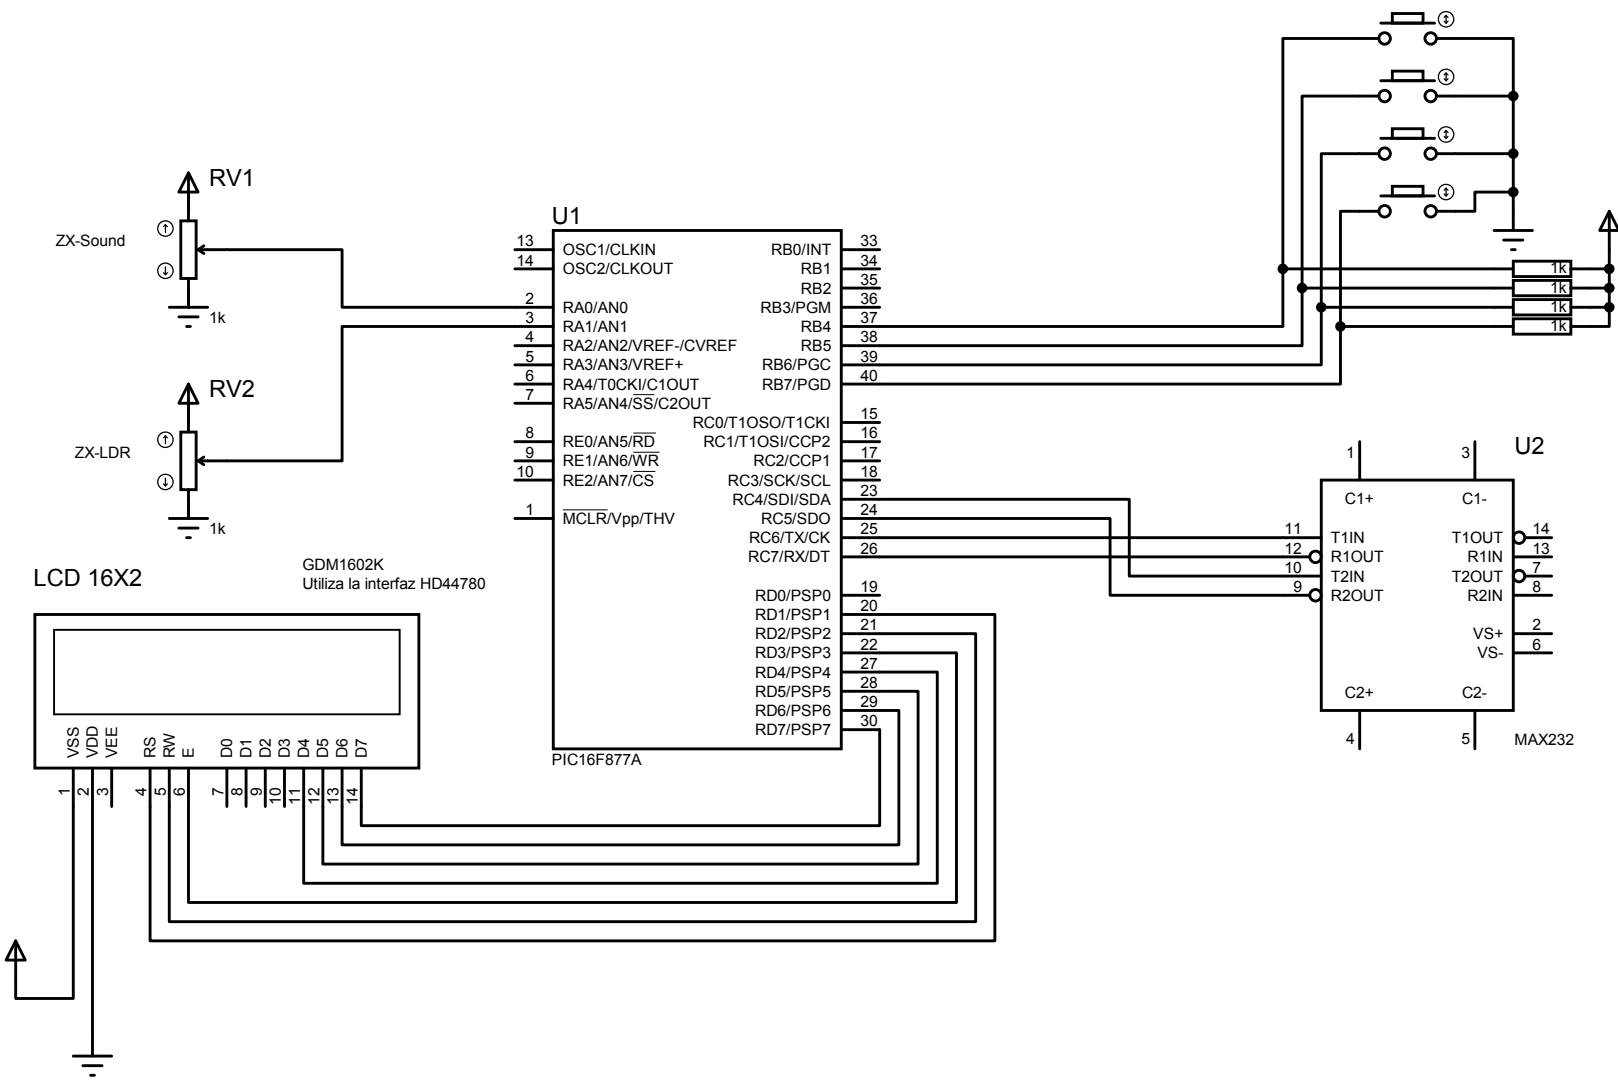 RV1
ZX-Sound
1k
RV2
ZX-LDR
1k
LCD 16X2
GDM1602K
Utiliza la interfaz HD44780
VSS
VDD
VEE
RS
RW
E
D0
D1
D2
D3
D4
D5
D6
D7
1
2
3
4
5
6
7
8
9
10
11
12
13
14
U1
13 OSC1/CLKIN
14 OSC2/CLKOUT
2 RA0/AN0
3 RA1/AN1
4 RA2/AN2/VREF-/CVREF
5 RA3/AN3/VREF+
6 RA4/T0CKI/C1OUT
7 RA5/AN4/SS/C2OUT
8 RE0/AN5/RD
9 RE1/AN6/WR
10 RE2/AN7/CS
1 MCLR/Vpp/THV
RB0/INT 33
RB1 34
RB2 35
RB3/PGM 36
RB4 37
RB5 38
RB6/PGC 39
RB7/PGD 40
RC0/T1OSO/T1CKI 15
RC1/T1OSI/CCP2 16
RC2/CCP1 17
RC3/SCK/SCL 18
RC4/SDI/SDA 23
RC5/SDO 24
RC6/TX/CK 25
RC7/RX/DT 26
RD0/PSP0 19
RD1/PSP1 20
RD2/PSP2 21
RD3/PSP3 22
RD4/PSP4 27
RD5/PSP5 28
RD6/PSP6 29
RD7/PSP7 30
PIC16F877A
1k
1k
1k
1k
U2
1
3
C1+
C1-
11 T1IN
12 R1OUT
10 T2IN
9 R2OUT
T1OUT 14
R1IN 13
T2OUT 7
R2IN 8
VS+ 2
VS- 6
C2+
C2-
4
5
MAX232